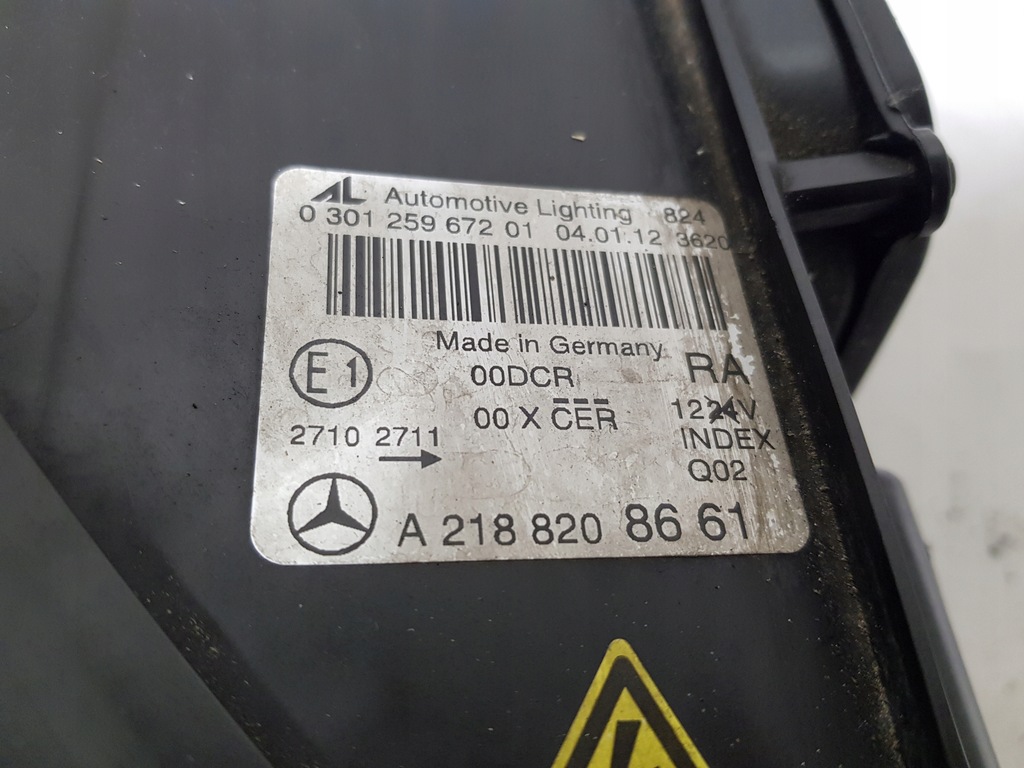 AL Automotive Lighting 824
0 301 259 672 01 04.01.12 3620
Made in Germany
E1 00DCR RA
00 X CER 1224V
2710 2711 INDEX
Q02
A 218 820 86 61